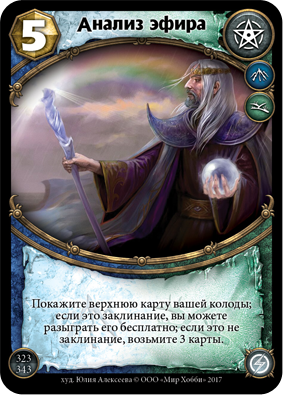 5
Анализ эфира
Покажите верхнюю карту вашей колоды;
если это заклинание, вы можете
разыграть его бесплатно; если это не
заклинание, возьмите 3 карты.
323
343
худ. Юлия Алексеева © ООО «Мир Хобби» 2017